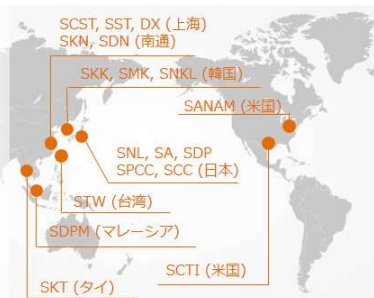 SCST, SST, DX (上海)
SKN, SDN (南通)
SKK, SMK, SNKL (韓国)
SANAM (米国)
SNL, SA, SDP
SPCC, SCC (日本)
STW (台湾)
SDPM (マレーシア)
SCTI (米国)
SKT (タイ)